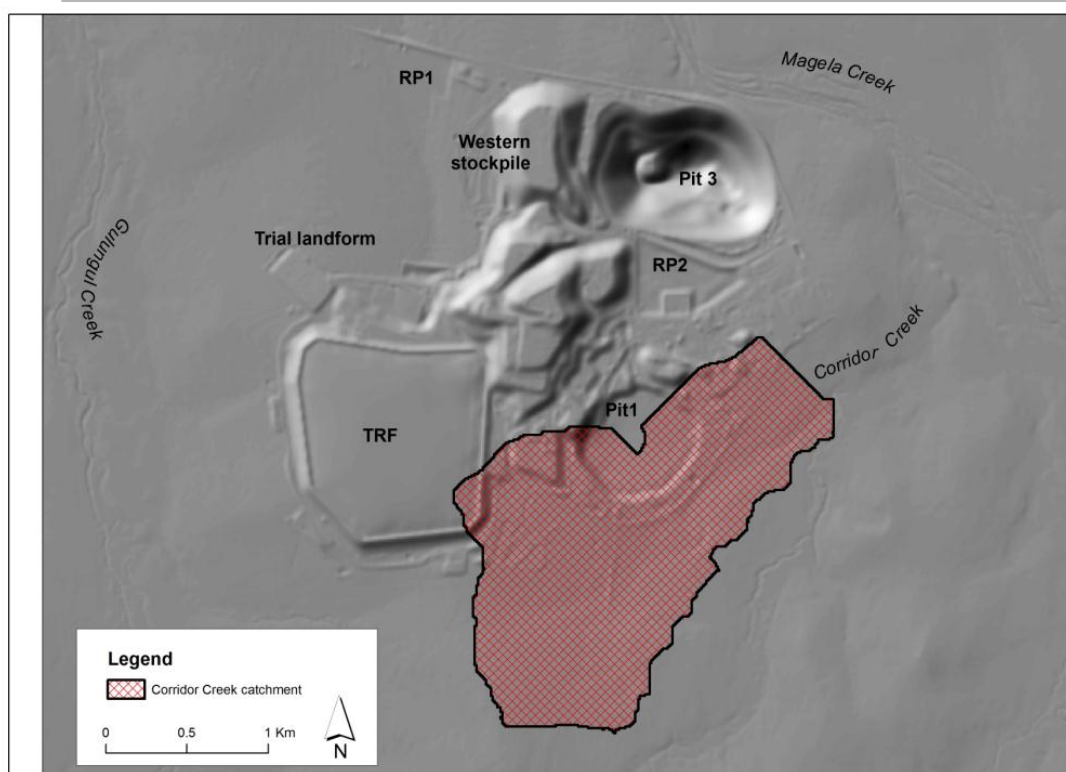 Magela Creek
RP1
Western
stockpile
Pit 3
Gulungul Creek
Trial landform
RP2
Corridor Creek
Pit1
TRF
Legend
Corridor Creek catchment
0 0.5 1 Km
N